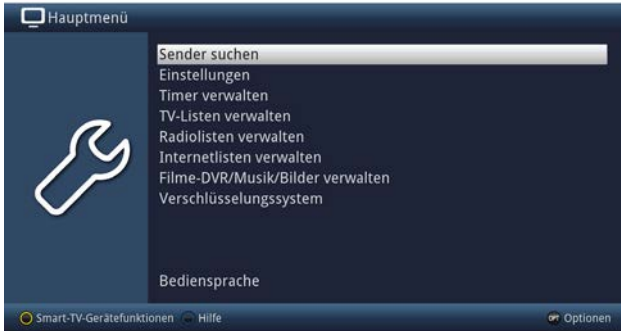 Hauptmenü
Sender suchen
Einstellungen
Timer verwalten
TV-Listen verwalten
Radiolisten verwalten
Internetlisten verwalten
Filme-DVR/Musik/Bilder verwalten
Verschlüsselungssystem
Bediensprache
Smart-TV-Gerätefunktionen Hilfe OPT Optionen